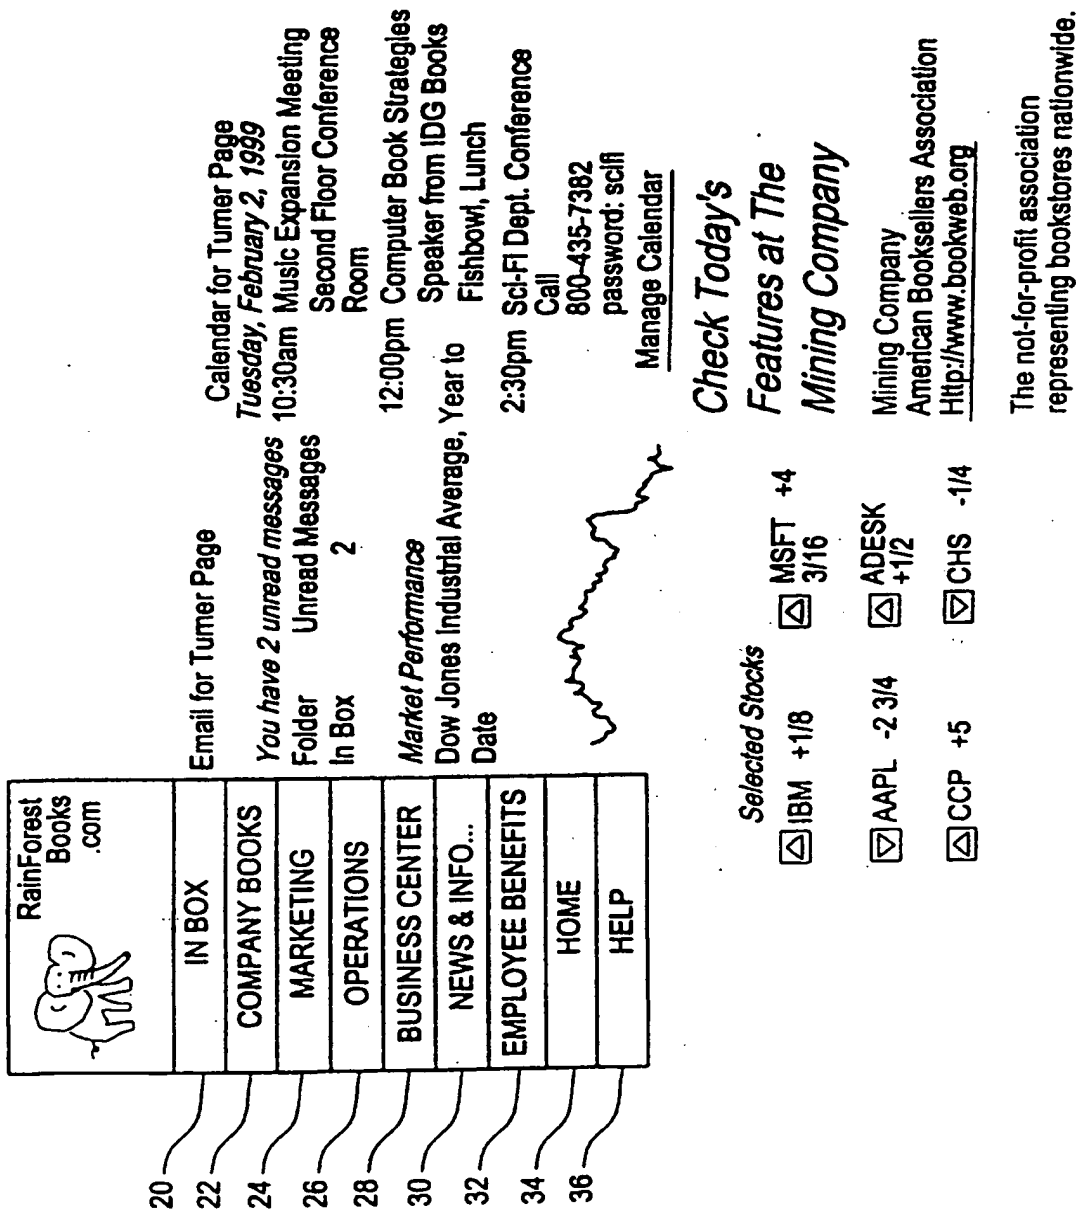 RainForest
Books
.com
IN BOX
COMPANY BOOKS
MARKETING
OPERATIONS
BUSINESS CENTER
NEWS & INFO...
EMPLOYEE BENEFITS
HOME
HELP
20
22
24
26
28
30
32
34
36
Email for Turner Page
You have 2 unread messages
Folder Unread Messages
In Box 2
Market Performance
Dow Jones Industrial Average, Year to
Date
Selected Stocks
IBM +1/8
MSFT +4
3/16
AAPL -2 3/4
ADESK
+1/2
CCP +5
CHS -1/4
Calendar for Turner Page
Tuesday, February 2, 1999
10:30am Music Expansion Meeting
Second Floor Conference
Room
12:00pm Computer Book Strategies
Speaker from IDG Books
Fishbowl, Lunch
2:30pm Sci-Fi Dept. Conference
Call
800-435-7382
password: scifi
Manage Calendar
Check Today's
Features at The
Mining Company
Mining Company
American Booksellers Association
Http://www.bookweb.org
The not-for-profit association
representing bookstores nationwide.